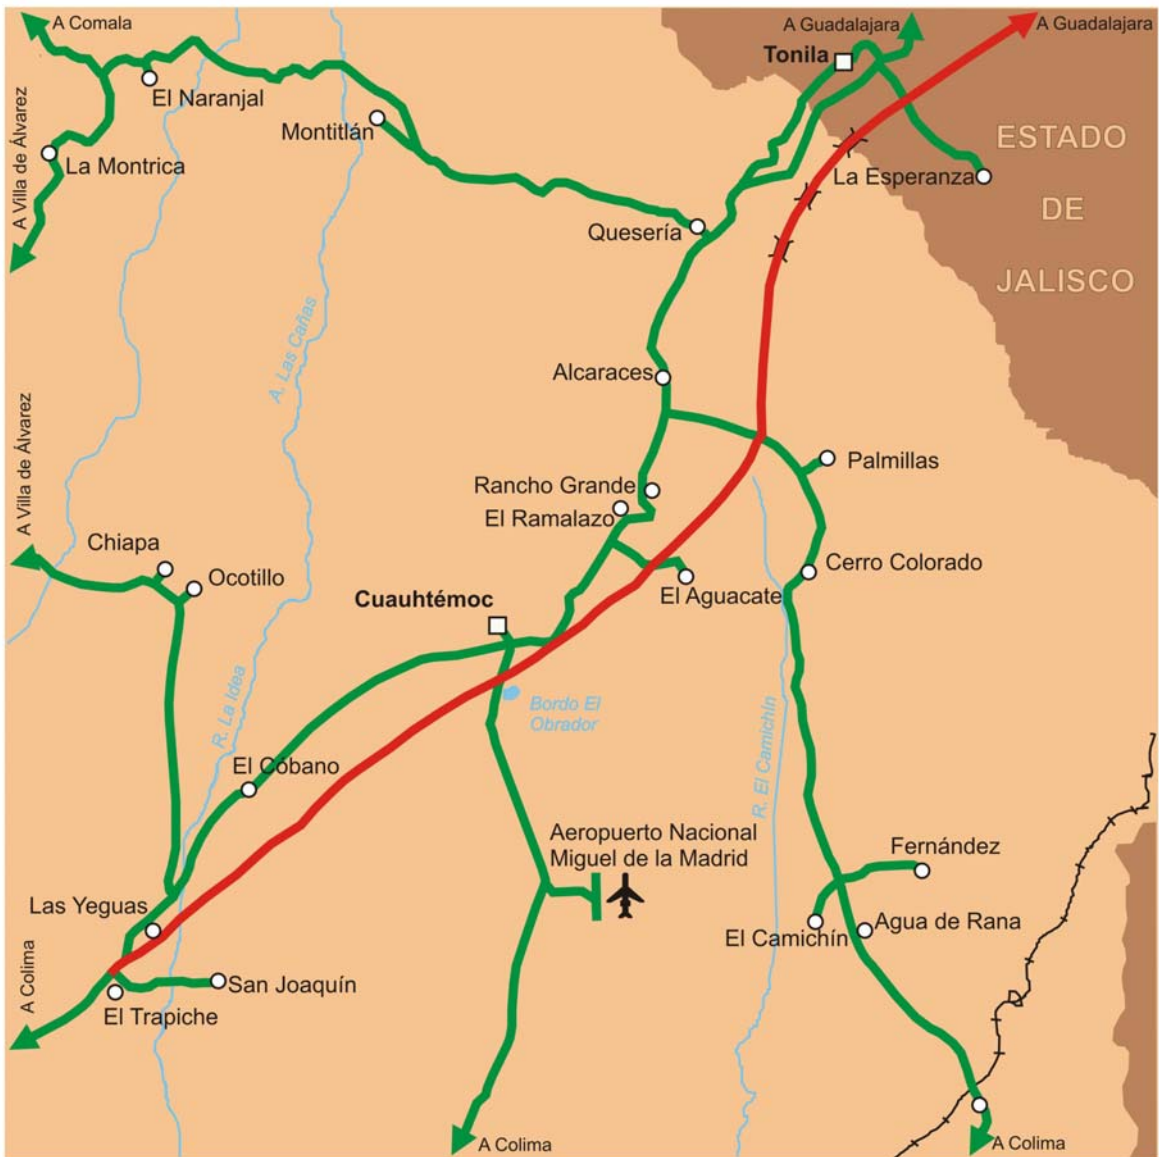 A Comala
A Guadalajara
A Guadalajara
Tonila
El Naranjal
Montitlán
ESTADO
DE
JALISCO
A Villa de Álvarez
La Montrica
La Esperanza
Quesería
A. Las Cañas
Alcaraces
A Villa de Álvarez
Palmillas
Rancho Grande
El Ramalazo
Chiapa
Ocotillo
Cerro Colorado
El Aguacate
Cuauhtémoc
R. La Idea
Bordo El
Obrador
R. El Camichín
El Cóbano
Aeropuerto Nacional
Miguel de la Madrid
Fernández
Las Yeguas
Agua de Rana
El Camichín
A Colima
San Joaquín
El Trapiche
A Colima
A Colima